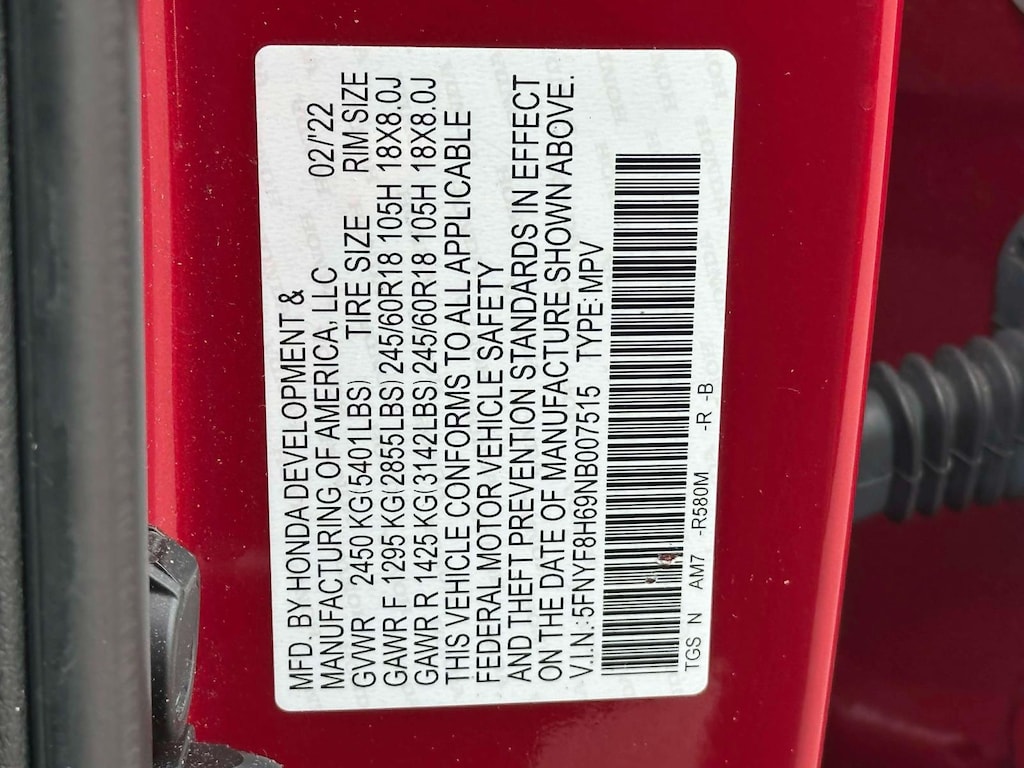 MFD. BY HONDA DEVELOPMENT &
MANUFACTURING OF AMERICA, LLC 02/'22
GVWR 2450 KG(5401LBS) TIRE SIZE RIM SIZE
GAWR F 1295 KG(2855LBS) 245/60R18 105H 18X8.0J
GAWR R 1425 KG(3142LBS) 245/60R18 105H 18X8.0J
THIS VEHICLE CONFORMS TO ALL APPLICABLE
FEDERAL MOTOR VEHICLE SAFETY
AND THEFT PREVENTION STANDARDS IN EFFECT
ON THE DATE OF MANUFACTURE SHOWN ABOVE.
V.I.N.:5FNYF8H69NB007515 TYPE:MPV
TGS N AM7 -R580M -R -B